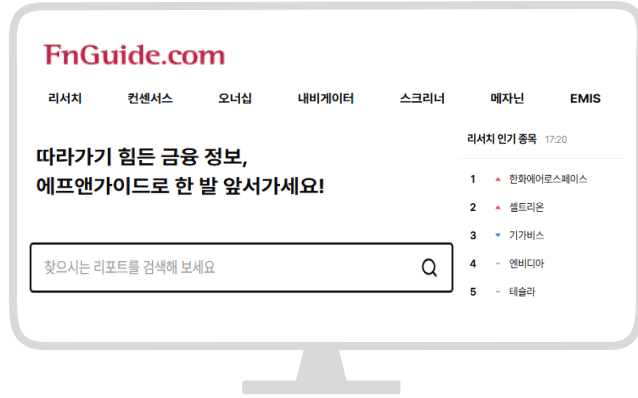 FnGuide.com
리서치 컨센서스 오너십 내비게이터 스크리너 메자닌 EMIS
따라가기 힘든 금융 정보,
에프앤가이드로 한 발 앞서가세요!
찾으시는 리포트를 검색해 보세요
리서치 인기 종목 17:20
1 ▲ 한화에어로스페이스
2 ▲ 셀트리온
3 ▼ 기가비스
4 - 엔비디아
5 - 테슬라